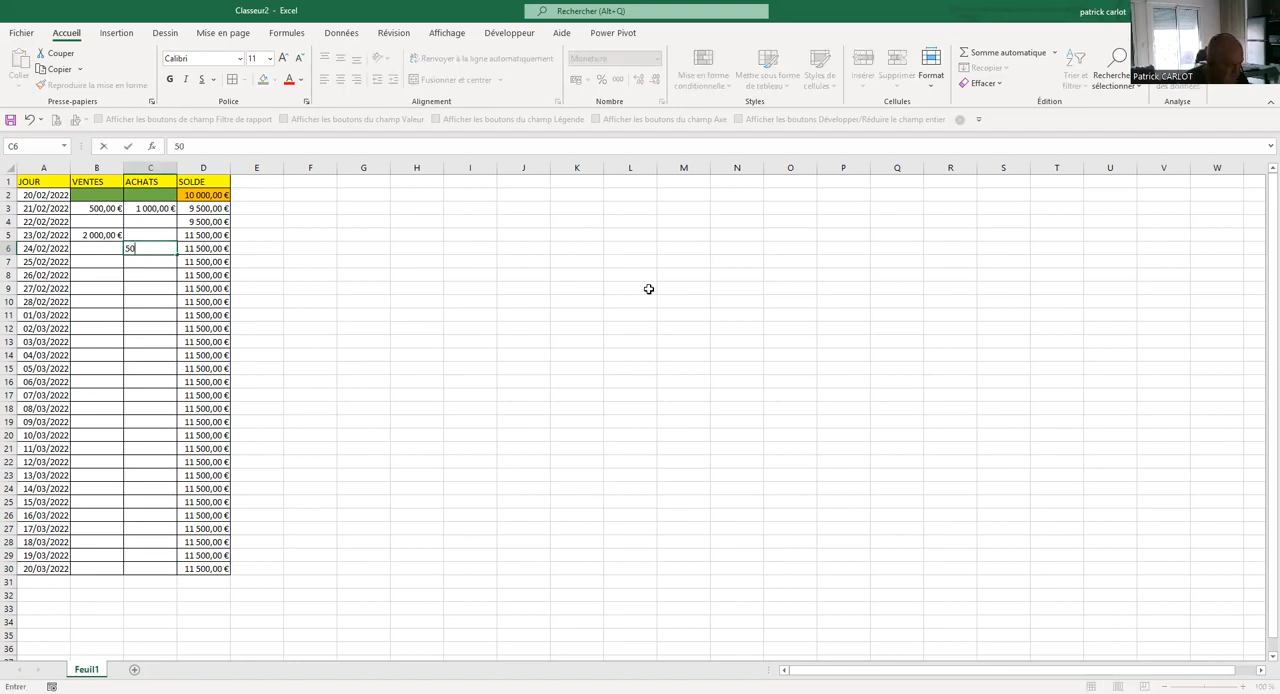 Classeur2 - Excel
Rechercher (Alt+Q)
patrick carlot
Fichier Accueil Insertion Dessin Mise en page Formules Données Révision Affichage Développeur Aide Power Pivot
Coller
Couper
Copier
Reproduire la mise en forme
Presse-papiers
Calibri 11
G I S
Police
Renvoyer à la ligne automatiquement
Fusionner et centrer
Alignement
Monétaire
% 000
Nombre
Mise en forme conditionnelle
Mettre sous forme de tableau
Styles de cellules
Styles
Insérer
Supprimer
Format
Cellules
Somme automatique
Recopier
Effacer
Trier et filtrer
Rechercher et sélectionner
Édition
des données
Analyse
Patrick CARLOT
Afficher les boutons de champ Filtre de rapport
Afficher les boutons du champ Valeur
Afficher les boutons du champ Légende
Afficher les boutons du champ Axe
Afficher les boutons Développer/Réduire le champ entier
C6 fx 50
A B C D E F G H I J K L M N O P Q R S T U V W
1 JOUR VENTES ACHATS SOLDE
2 20/02/2022 10 000,00 €
3 21/02/2022 500,00 € 1 000,00 € 9 500,00 €
4 22/02/2022 9 500,00 €
5 23/02/2022 2 000,00 € 11 500,00 €
6 24/02/2022 50 11 500,00 €
7 25/02/2022 11 500,00 €
8 26/02/2022 11 500,00 €
9 27/02/2022 11 500,00 €
10 28/02/2022 11 500,00 €
11 01/03/2022 11 500,00 €
12 02/03/2022 11 500,00 €
13 03/03/2022 11 500,00 €
14 04/03/2022 11 500,00 €
15 05/03/2022 11 500,00 €
16 06/03/2022 11 500,00 €
17 07/03/2022 11 500,00 €
18 08/03/2022 11 500,00 €
19 09/03/2022 11 500,00 €
20 10/03/2022 11 500,00 €
21 11/03/2022 11 500,00 €
22 12/03/2022 11 500,00 €
23 13/03/2022 11 500,00 €
24 14/03/2022 11 500,00 €
25 15/03/2022 11 500,00 €
26 16/03/2022 11 500,00 €
27 17/03/2022 11 500,00 €
28 18/03/2022 11 500,00 €
29 19/03/2022 11 500,00 €
30 20/03/2022 11 500,00 €
31
32
33
34
35
36
Feuil1
Entrer
100 %